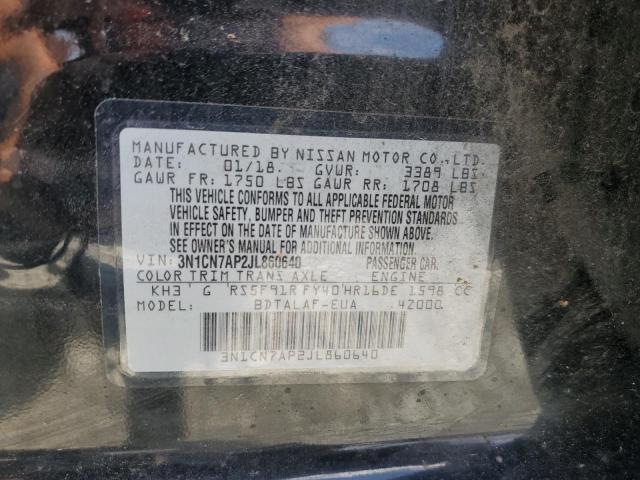 MANUFACTURED BY NISSAN MOTOR CO.,LTD.
DATE: 01/18. GVWR: 3389 LBS
GAWR FR: 1750 LBS GAWR RR: 1708 LBS
THIS VEHICLE CONFORMS TO ALL APPLICABLE FEDERAL MOTOR
VEHICLE SAFETY, BUMPER AND THEFT PREVENTION STANDARDS
IN EFFECT ON THE DATE OF MANUFACTURE SHOWN ABOVE.
SEE OWNER'S MANUAL FOR ADDITIONAL INFORMATION.
VIN: 3N1CN7AP2JL860640 PASSENGER CAR.
COLOR TRIM TRANS AXLE ENGINE
KH3 G RS5F91R FY40 HR16DE 1598 CC
MODEL: BDTALAF-EUA 42000
3N1CN7AP2JL860640